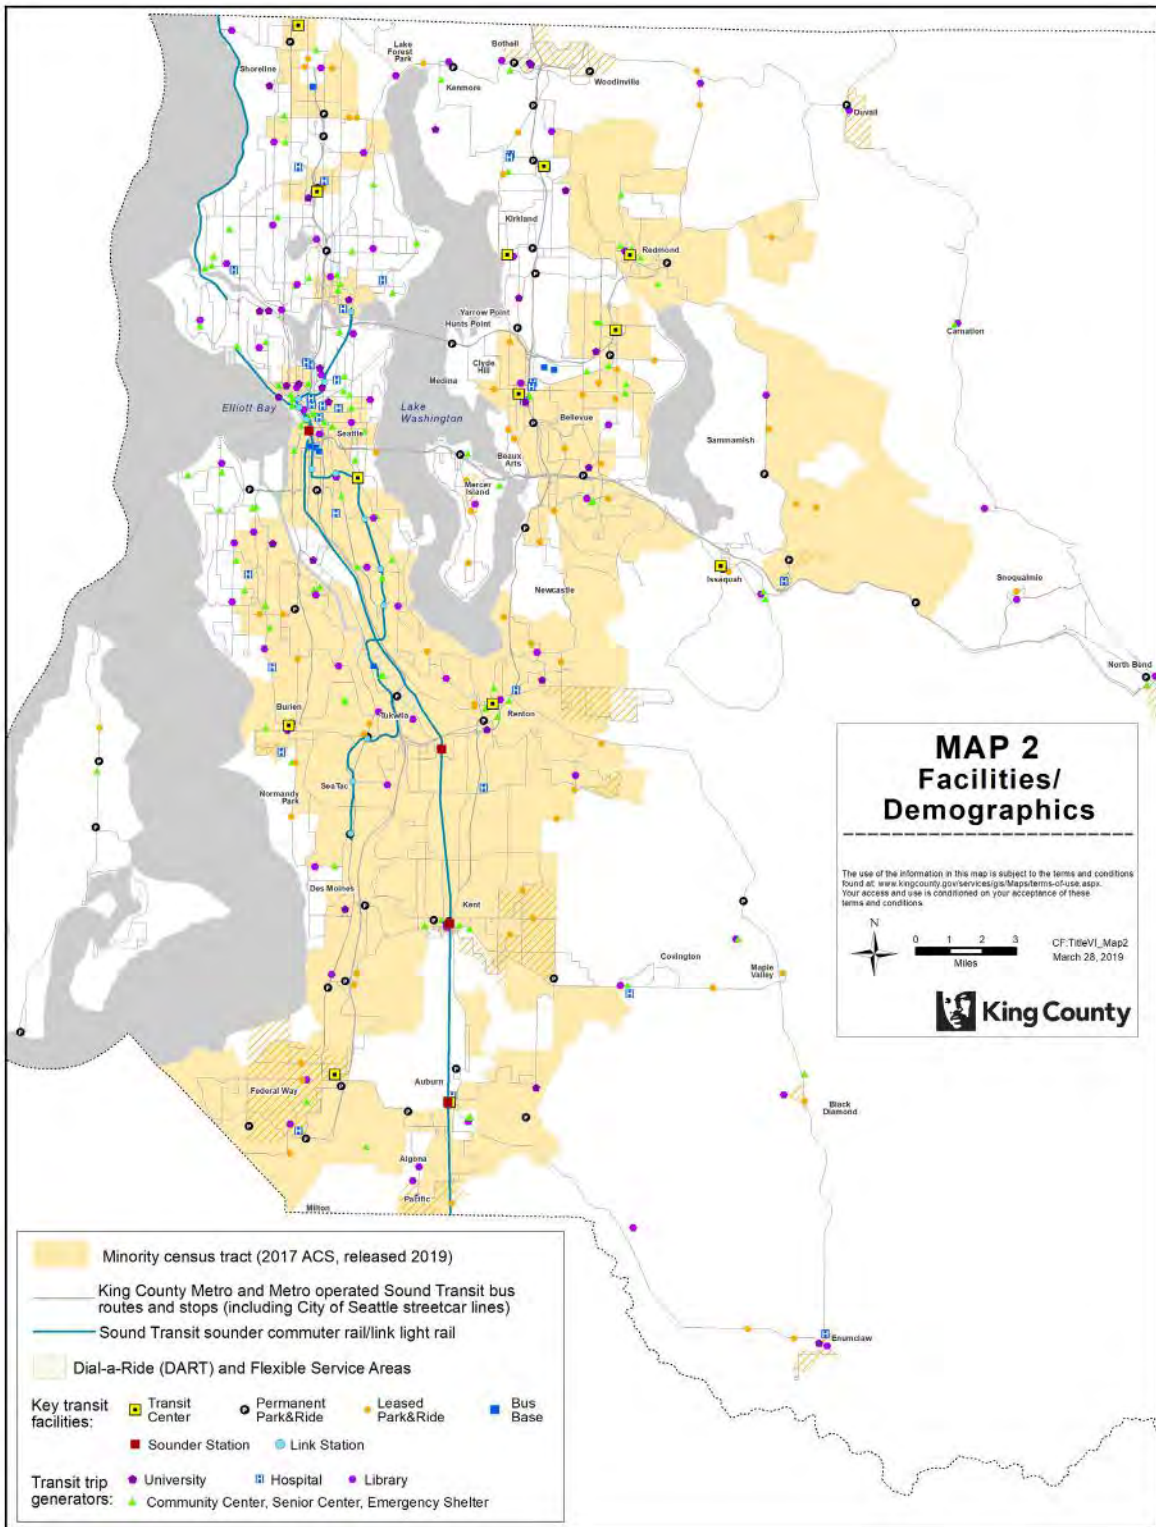 Lake
Forest
Park
Bothell
Shoreline
Kenmore
Woodinville
Duvall
Kirkland
Redmond
Yarrow Point
Hunts Point
Carnation
Clyde
Hill
Medina
Elliott Bay
Lake
Washington
Seattle
Bellevue
Sammamish
Beaux
Arts
Mercer
Island
Issaquah
Snoqualmie
Newcastle
North Bend
Burien
Tukwila
Renton
SeaTac
Normandy
Park
Des Moines
Kent
Covington
Maple
Valley
Federal Way
Auburn
Black
Diamond
Algona
Pacific
Milton
Enumclaw
MAP 2
Facilities/
Demographics
The use of the information in this map is subject to the terms and conditions
found at: www.kingcounty.gov/services/gis/Maps/terms-of-use.aspx.
Your access and use is conditioned on your acceptance of these
terms and conditions.
N
0 1 2 3
Miles
CF:TitleVI_Map2
March 28, 2019
King County
Minority census tract (2017 ACS, released 2019)
King County Metro and Metro operated Sound Transit bus
routes and stops (including City of Seattle streetcar lines)
Sound Transit sounder commuter rail/link light rail
Dial-a-Ride (DART) and Flexible Service Areas
Key transit
facilities:
Transit
Center
Permanent
Park&Ride
Leased
Park&Ride
Bus
Base
Sounder Station
Link Station
Transit trip
generators:
University
Hospital
Library
Community Center, Senior Center, Emergency Shelter